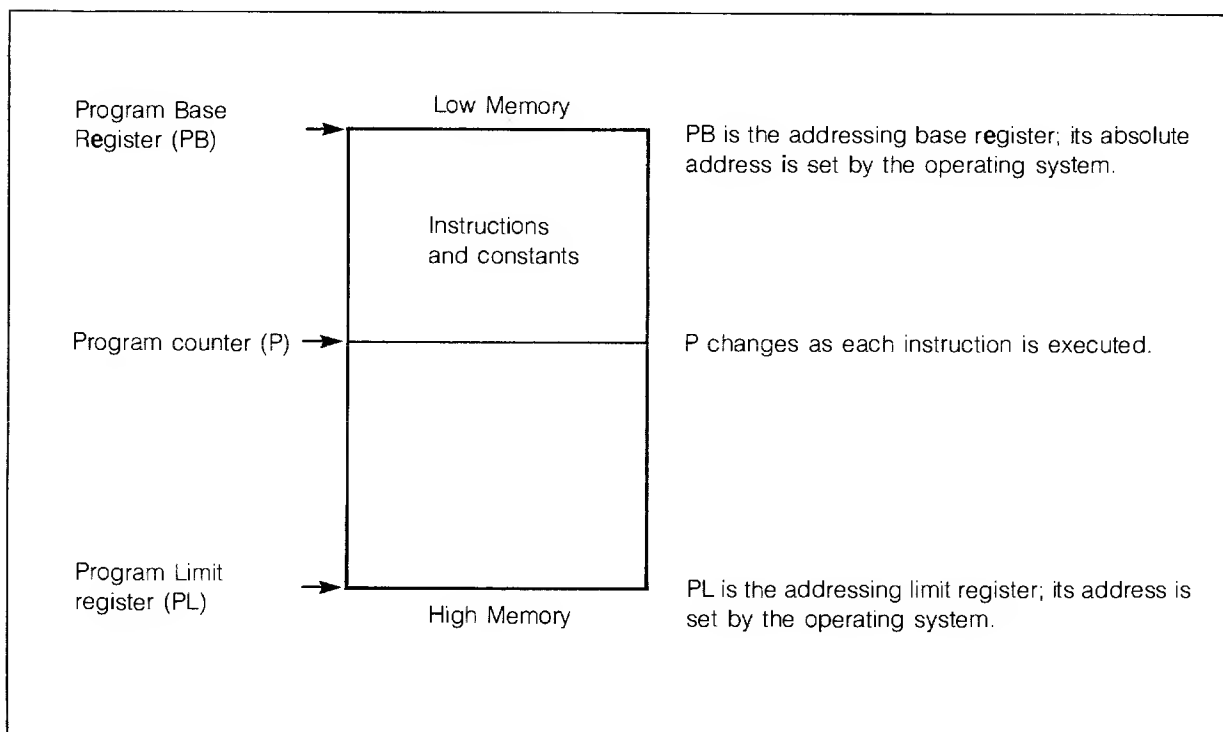 Low Memory
Program Base
Register (PB)
PB is the addressing base register; its absolute
address is set by the operating system.
Instructions
and constants
Program counter (P)
P changes as each instruction is executed.
Program Limit
register (PL)
PL is the addressing limit register; its address is
set by the operating system.
High Memory